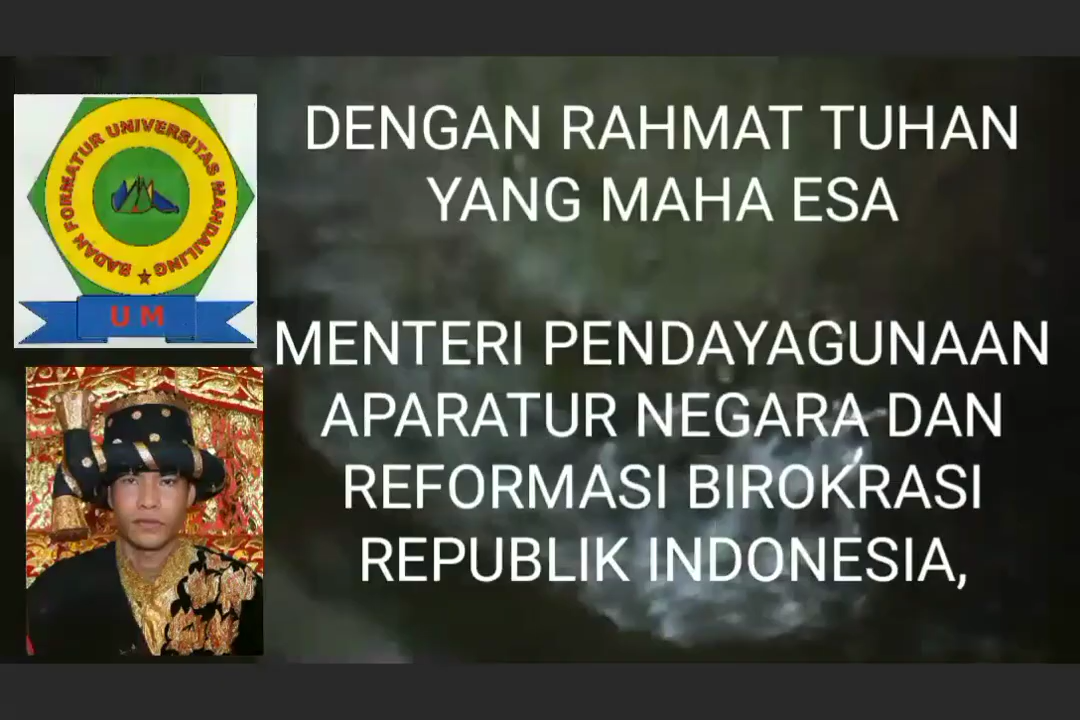 BADAN FORMATUR UNIVERSITAS MANDAILING
U M
DENGAN RAHMAT TUHAN
YANG MAHA ESA
MENTERI PENDAYAGUNAAN
APARATUR NEGARA DAN
REFORMASI BIROKRASI
REPUBLIK INDONESIA,